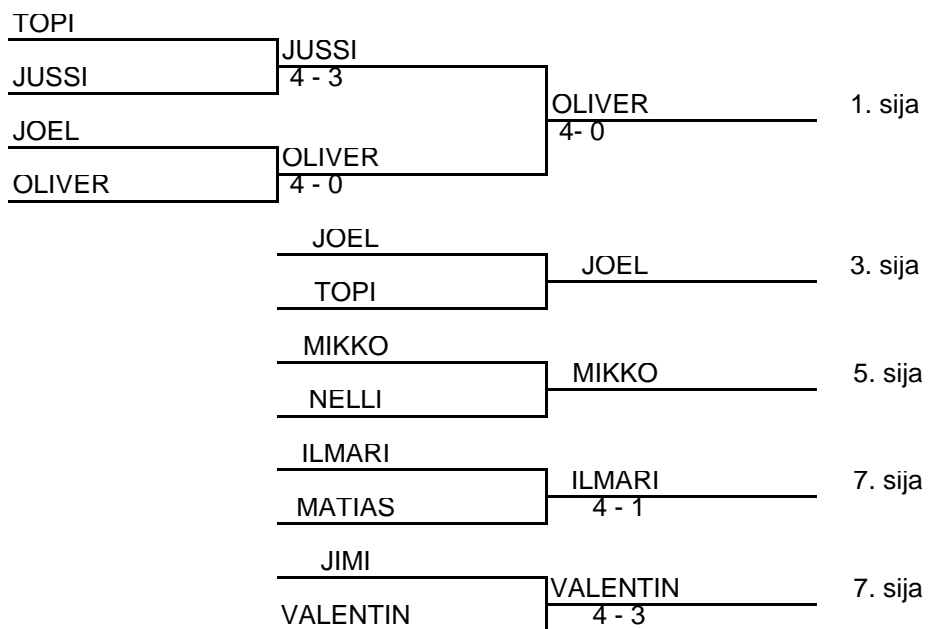 TOPI
JUSSI
4 - 3
JUSSI
OLIVER 1. sija
4- 0
JOEL
OLIVER
4 - 0
OLIVER
JOEL
JOEL 3. sija
TOPI
MIKKO
MIKKO 5. sija
NELLI
ILMARI
ILMARI 7. sija
4 - 1
MATIAS
JIMI
VALENTIN 7. sija
4 - 3
VALENTIN